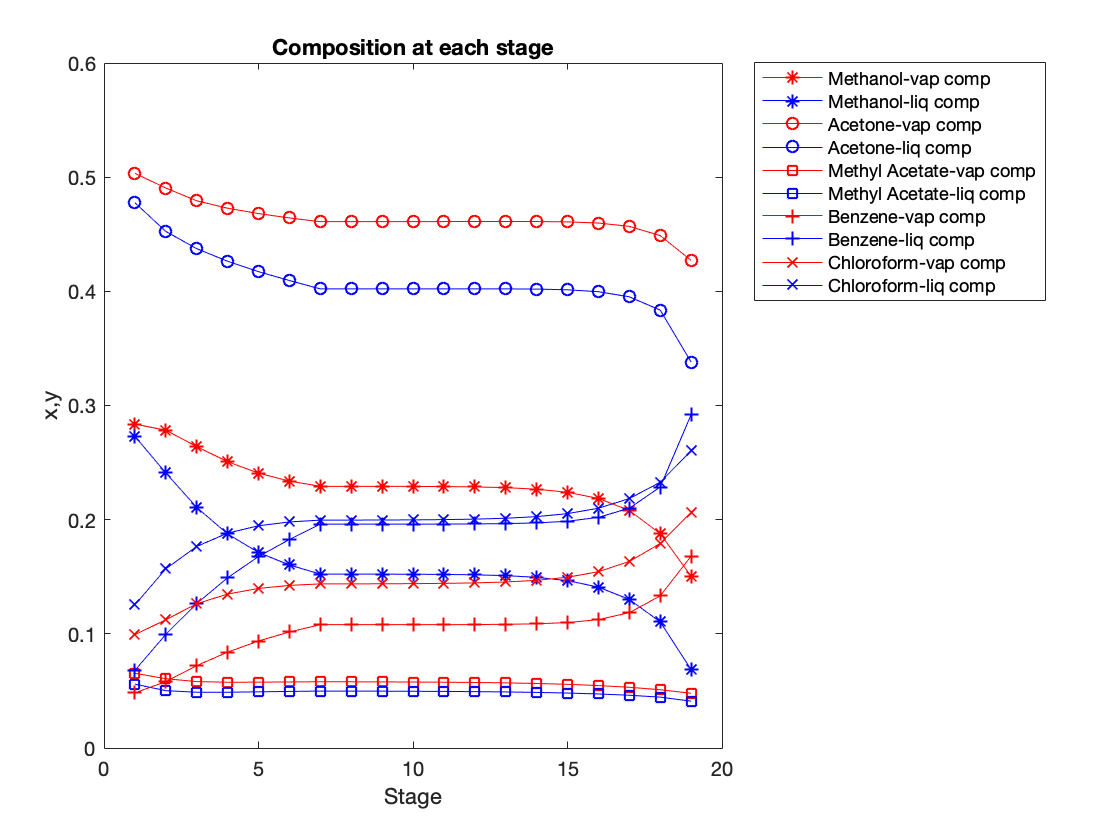 Composition at each stage
x,y
0.6
0.5
0.4
0.3
0.2
0.1
0
0
5
10
15
20
Stage
Methanol-vap comp
Methanol-liq comp
Acetone-vap comp
Acetone-liq comp
Methyl Acetate-vap comp
Methyl Acetate-liq comp
Benzene-vap comp
Benzene-liq comp
Chloroform-vap comp
Chloroform-liq comp